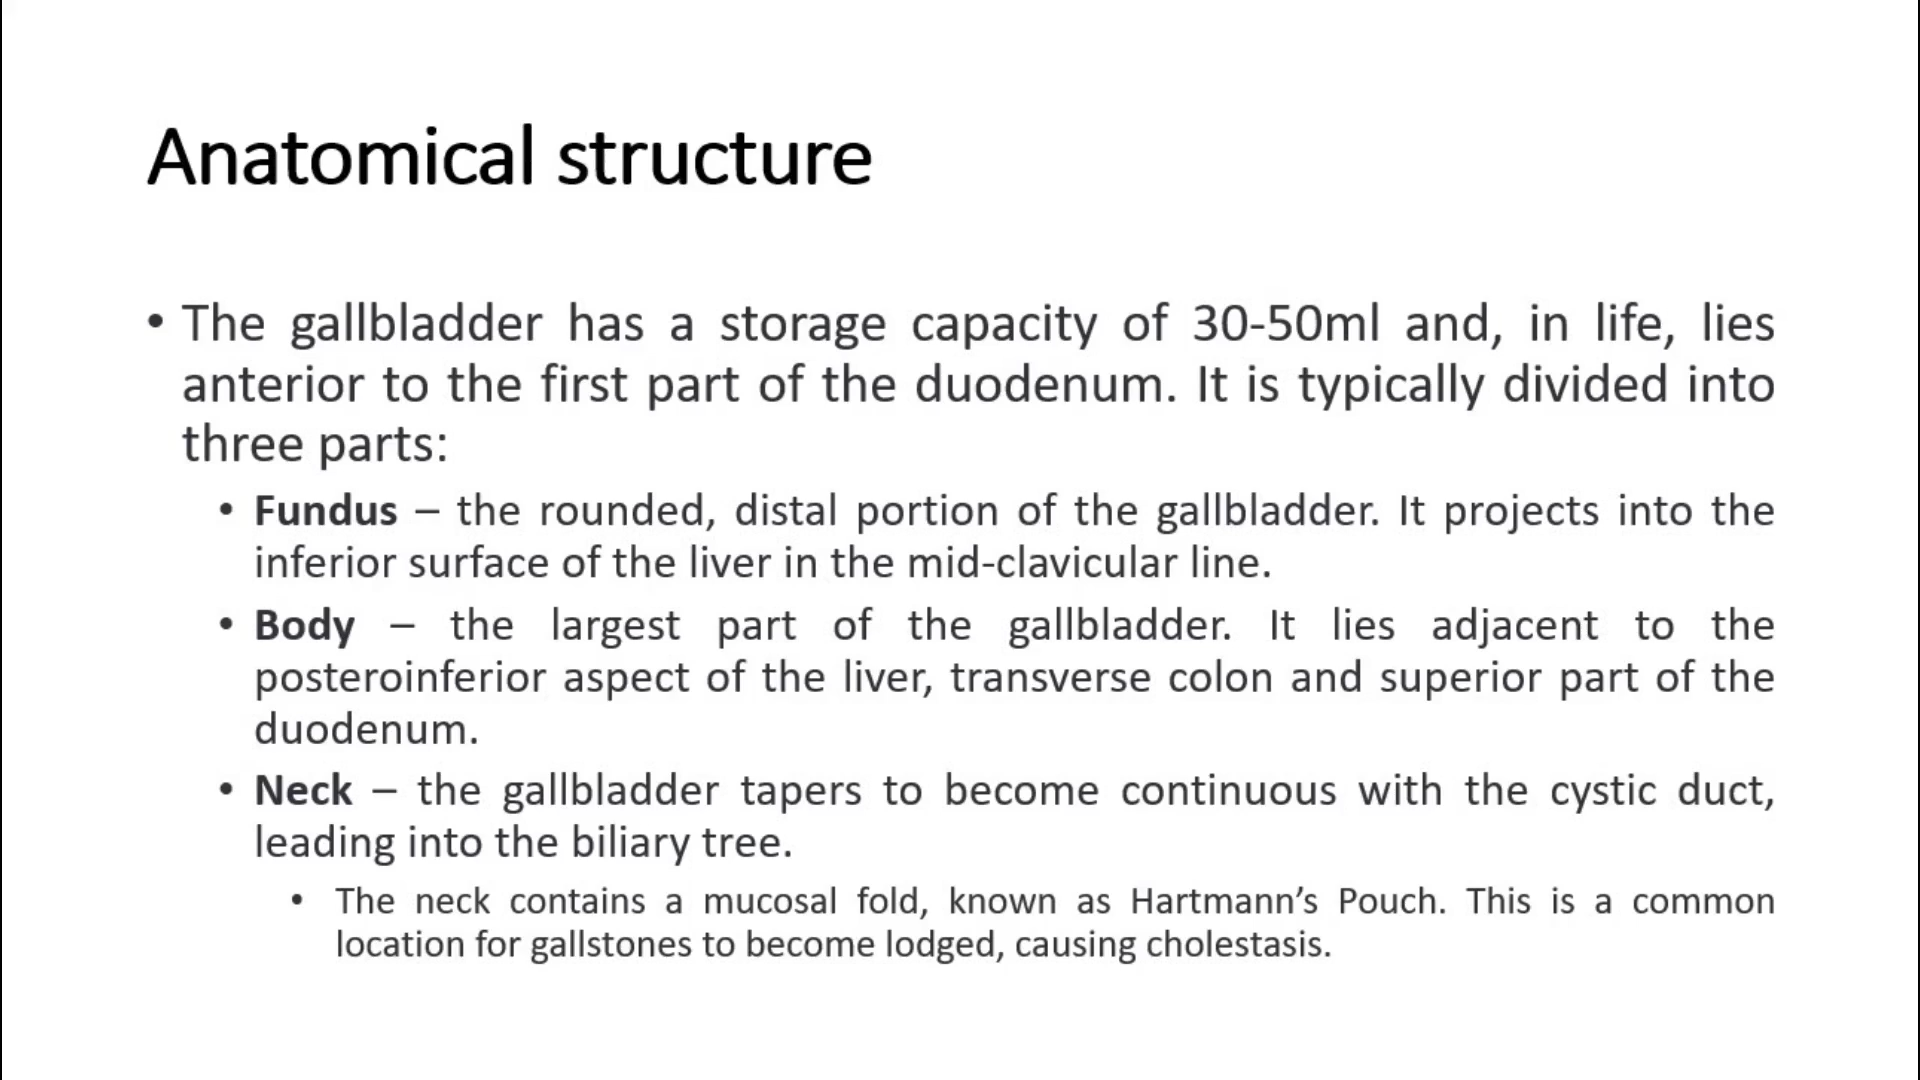 Anatomical structure
• The gallbladder has a storage capacity of 30-50ml and, in life, lies
anterior to the first part of the duodenum. It is typically divided into
three parts:
• Fundus – the rounded, distal portion of the gallbladder. It projects into the
inferior surface of the liver in the mid-clavicular line.
• Body – the largest part of the gallbladder. It lies adjacent to the
posteroinferior aspect of the liver, transverse colon and superior part of the
duodenum.
• Neck – the gallbladder tapers to become continuous with the cystic duct,
leading into the biliary tree.
• The neck contains a mucosal fold, known as Hartmann’s Pouch. This is a common
location for gallstones to become lodged, causing cholestasis.